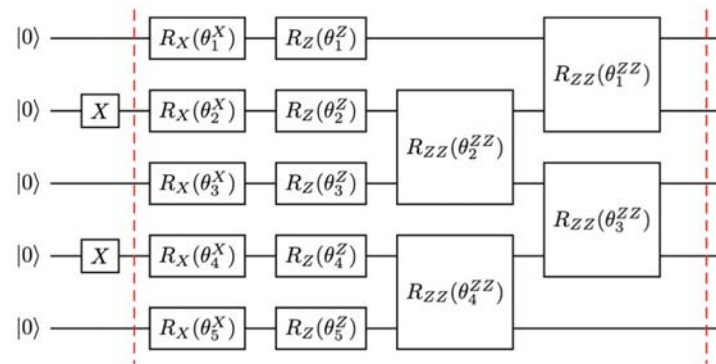 |0⟩ R_X(θ_1^X) R_Z(θ_1^Z)
R_ZZ(θ_1^ZZ)
|0⟩ X R_X(θ_2^X) R_Z(θ_2^Z)
R_ZZ(θ_2^ZZ)
|0⟩ R_X(θ_3^X) R_Z(θ_3^Z)
R_ZZ(θ_3^ZZ)
|0⟩ X R_X(θ_4^X) R_Z(θ_4^Z)
R_ZZ(θ_4^ZZ)
|0⟩ R_X(θ_5^X) R_Z(θ_5^Z)